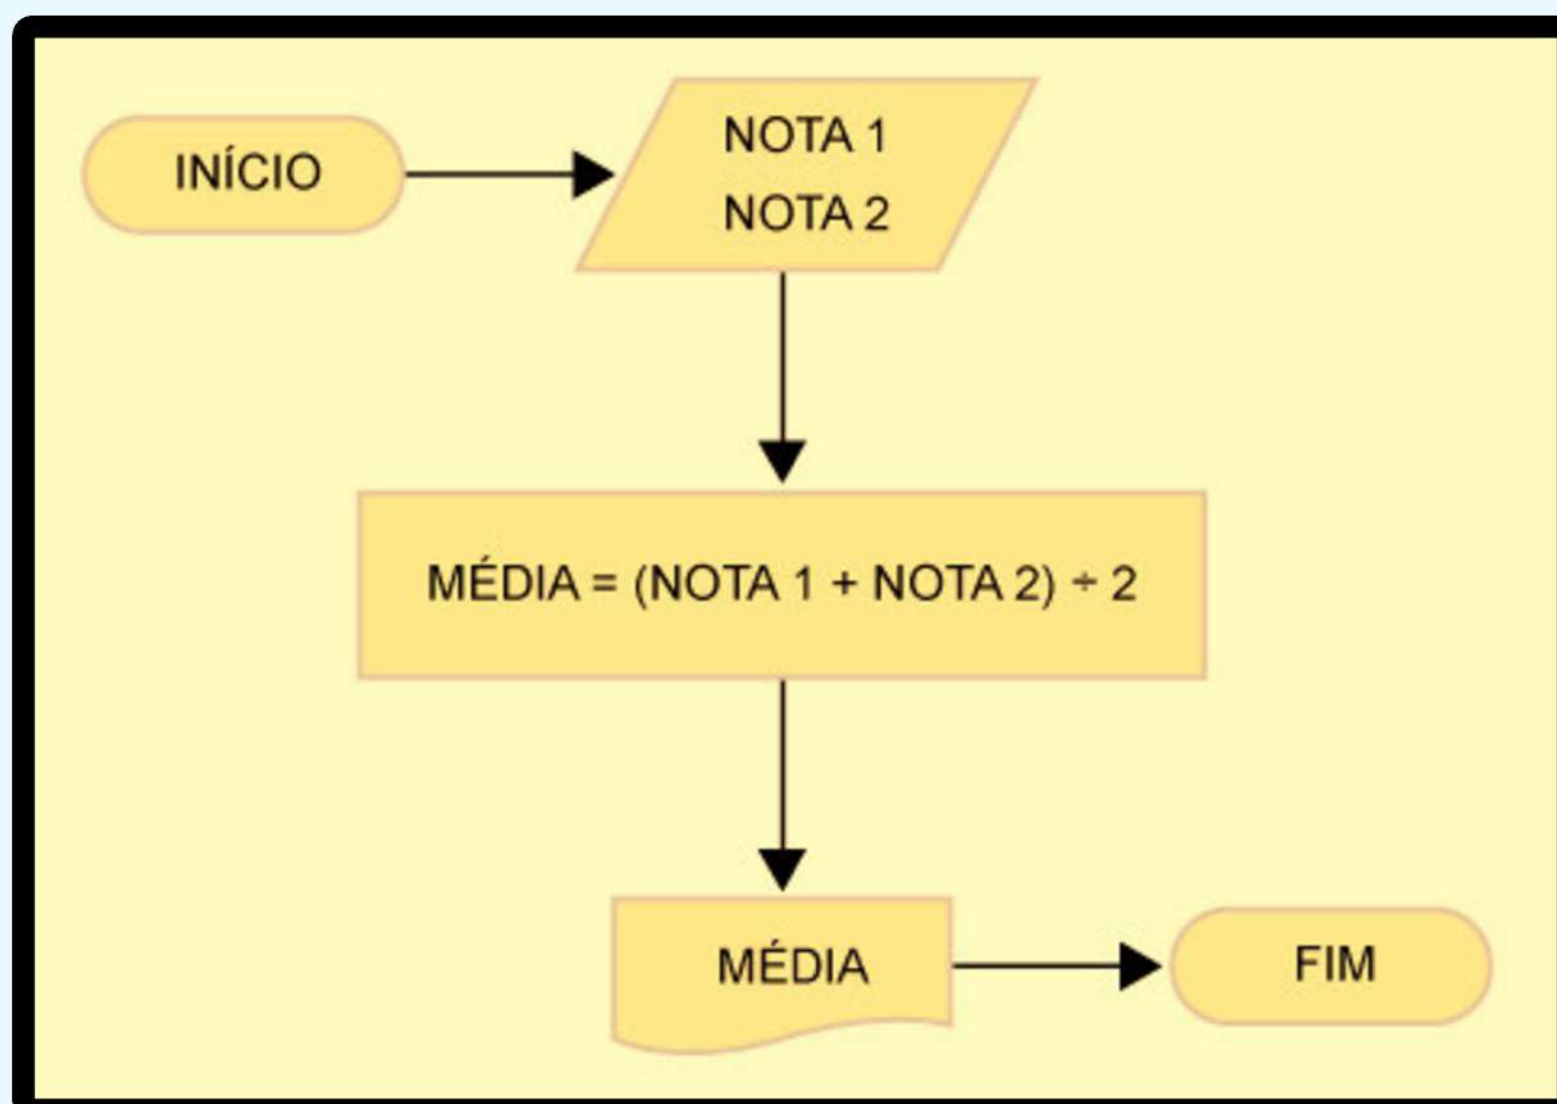 INÍCIO
NOTA 1
NOTA 2
MÉDIA = (NOTA 1 + NOTA 2) ÷ 2
MÉDIA
FIM